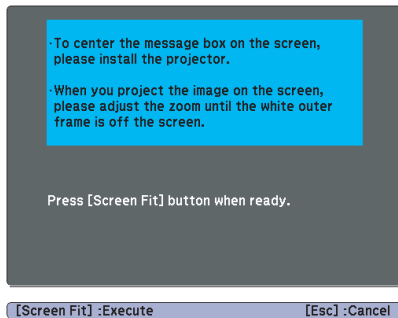 ·To center the message box on the screen,
please install the projector.
·When you project the image on the screen,
please adjust the zoom until the white outer
frame is off the screen.
Press [Screen Fit] button when ready.
[Screen Fit] :Execute [Esc] :Cancel